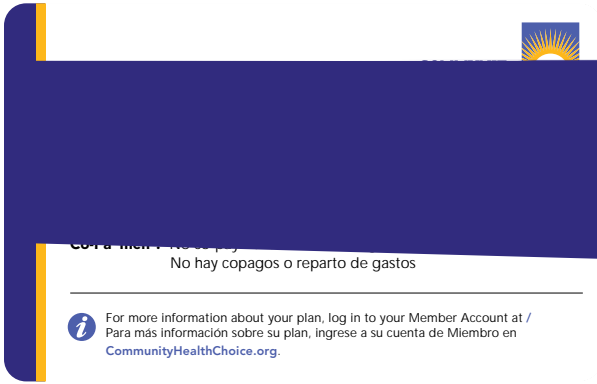 No hay copagos o reparto de gastos
For more information about your plan, log in to your Member Account at /
Para más información sobre su plan, ingrese a su cuenta de Miembro en
CommunityHealthChoice.org.